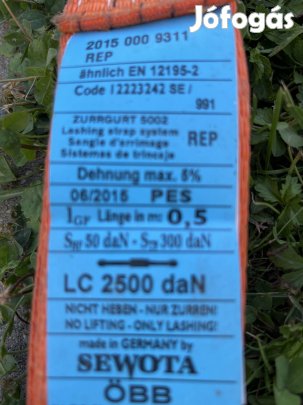 Jófogás
2015 000 9311
REP
ähnlich EN 12195-2
Code 12223242 SE /
991
ZURRGURT 5002
Lashing strap system
Sangle d'arrimage
Sistemas de trincaje
REP
Dehnung max. 5%
06/2015 PES
LGF Länge in m: 0,5
SHF 50 daN - STF 300 daN
LC 2500 daN
NICHT HEBEN - NUR ZURREN!
NO LIFTING - ONLY LASHING!
made in GERMANY by
SEWOTA
ÖBB